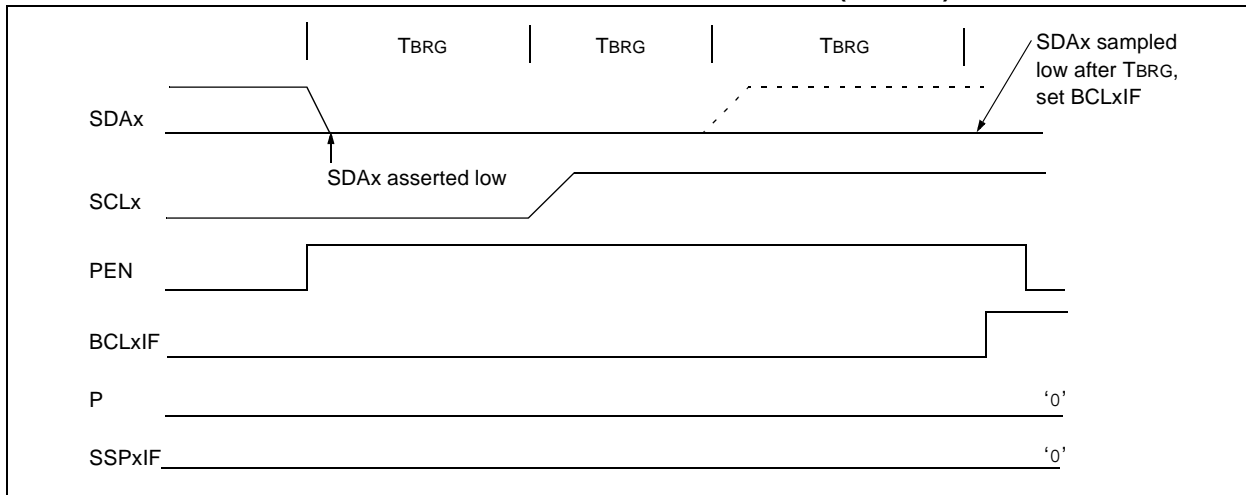 TBRG TBRG TBRG
SDAx sampled
low after TBRG,
set BCLxIF
SDAx
SDAx asserted low
SCLx
PEN
BCLxIF
P '0'
SSPxIF '0'